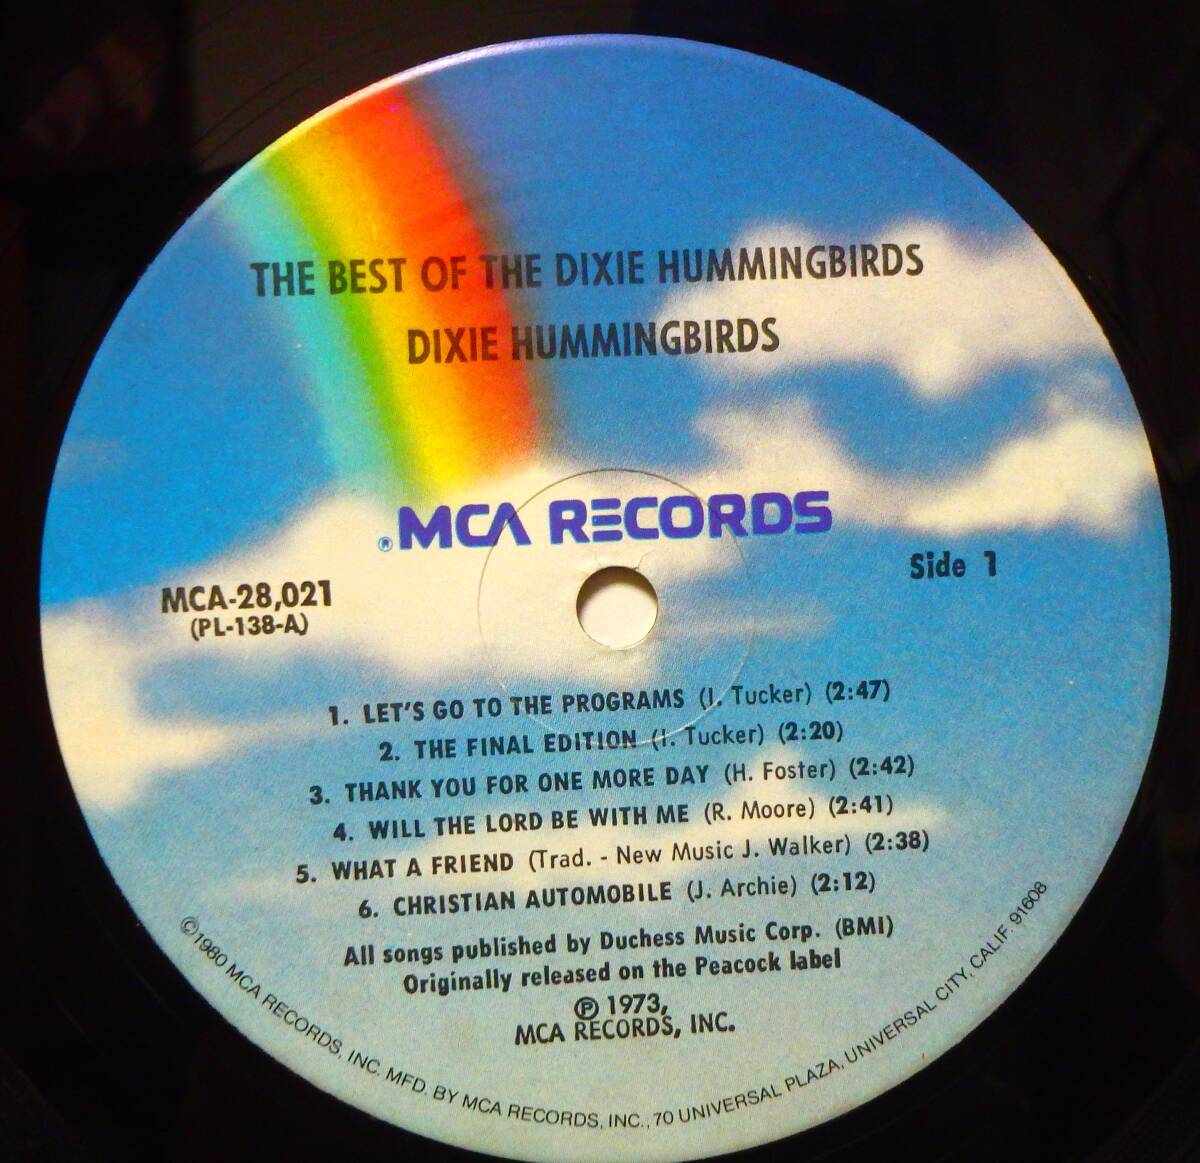 THE BEST OF THE DIXIE HUMMINGBIRDS
DIXIE HUMMINGBIRDS
®MCA RECORDS
Side 1
MCA-28,021
(PL-138-A)
1. LET'S GO TO THE PROGRAMS (I. Tucker) (2:47)
2. THE FINAL EDITION (I. Tucker) (2:20)
3. THANK YOU FOR ONE MORE DAY (H. Foster) (2:42)
4. WILL THE LORD BE WITH ME (R. Moore) (2:41)
5. WHAT A FRIEND (Trad. - New Music J. Walker) (2:38)
6. CHRISTIAN AUTOMOBILE (J. Archie) (2:12)
All songs published by Duchess Music Corp. (BMI)
Originally released on the Peacock label
℗ 1973,
MCA RECORDS, INC.
©1980 MCA RECORDS, INC. MFD. BY MCA RECORDS, INC., 70 UNIVERSAL PLAZA, UNIVERSAL CITY, CALIF. 91608